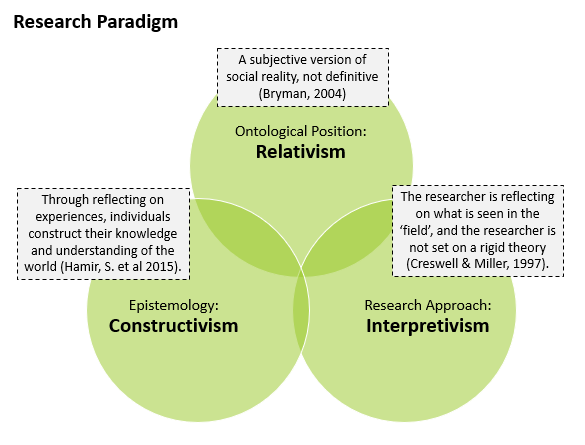 Research Paradigm
A subjective version of
social reality, not definitive
(Bryman, 2004)
Ontological Position:
Relativism
Through reflecting on
experiences, individuals
construct their knowledge
and understanding of the
world (Hamir, S. et al 2015).
The researcher is reflecting
on what is seen in the
‘field’, and the researcher is
not set on a rigid theory
(Creswell & Miller, 1997).
Epistemology:
Constructivism
Research Approach:
Interpretivism